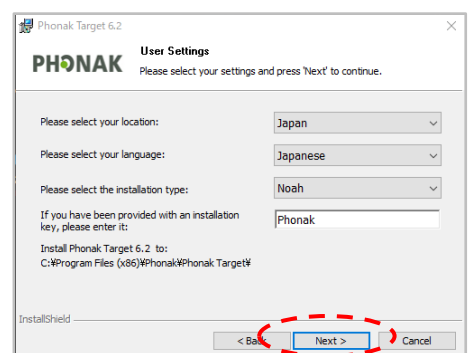 Phonak Target 6.2
PHONAK
User Settings
Please select your settings and press 'Next' to continue.
Please select your location:
Japan
Please select your language:
Japanese
Please select the installation type:
Noah
If you have been provided with an installation
key, please enter it:
Phonak
Install Phonak Target 6.2 to:
C:¥Program Files (x86)¥Phonak¥Phonak Target¥
InstallShield
< Back
Next >
Cancel